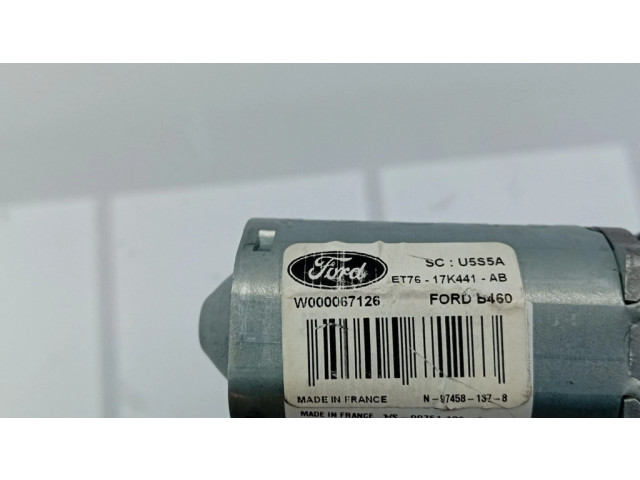 Ford
SC : U5S5A
ET76 - 17K441 - AB
W000067126
FORD B460
MADE IN FRANCE
N - 97458 - 137 - 8
MADE IN FRANCE